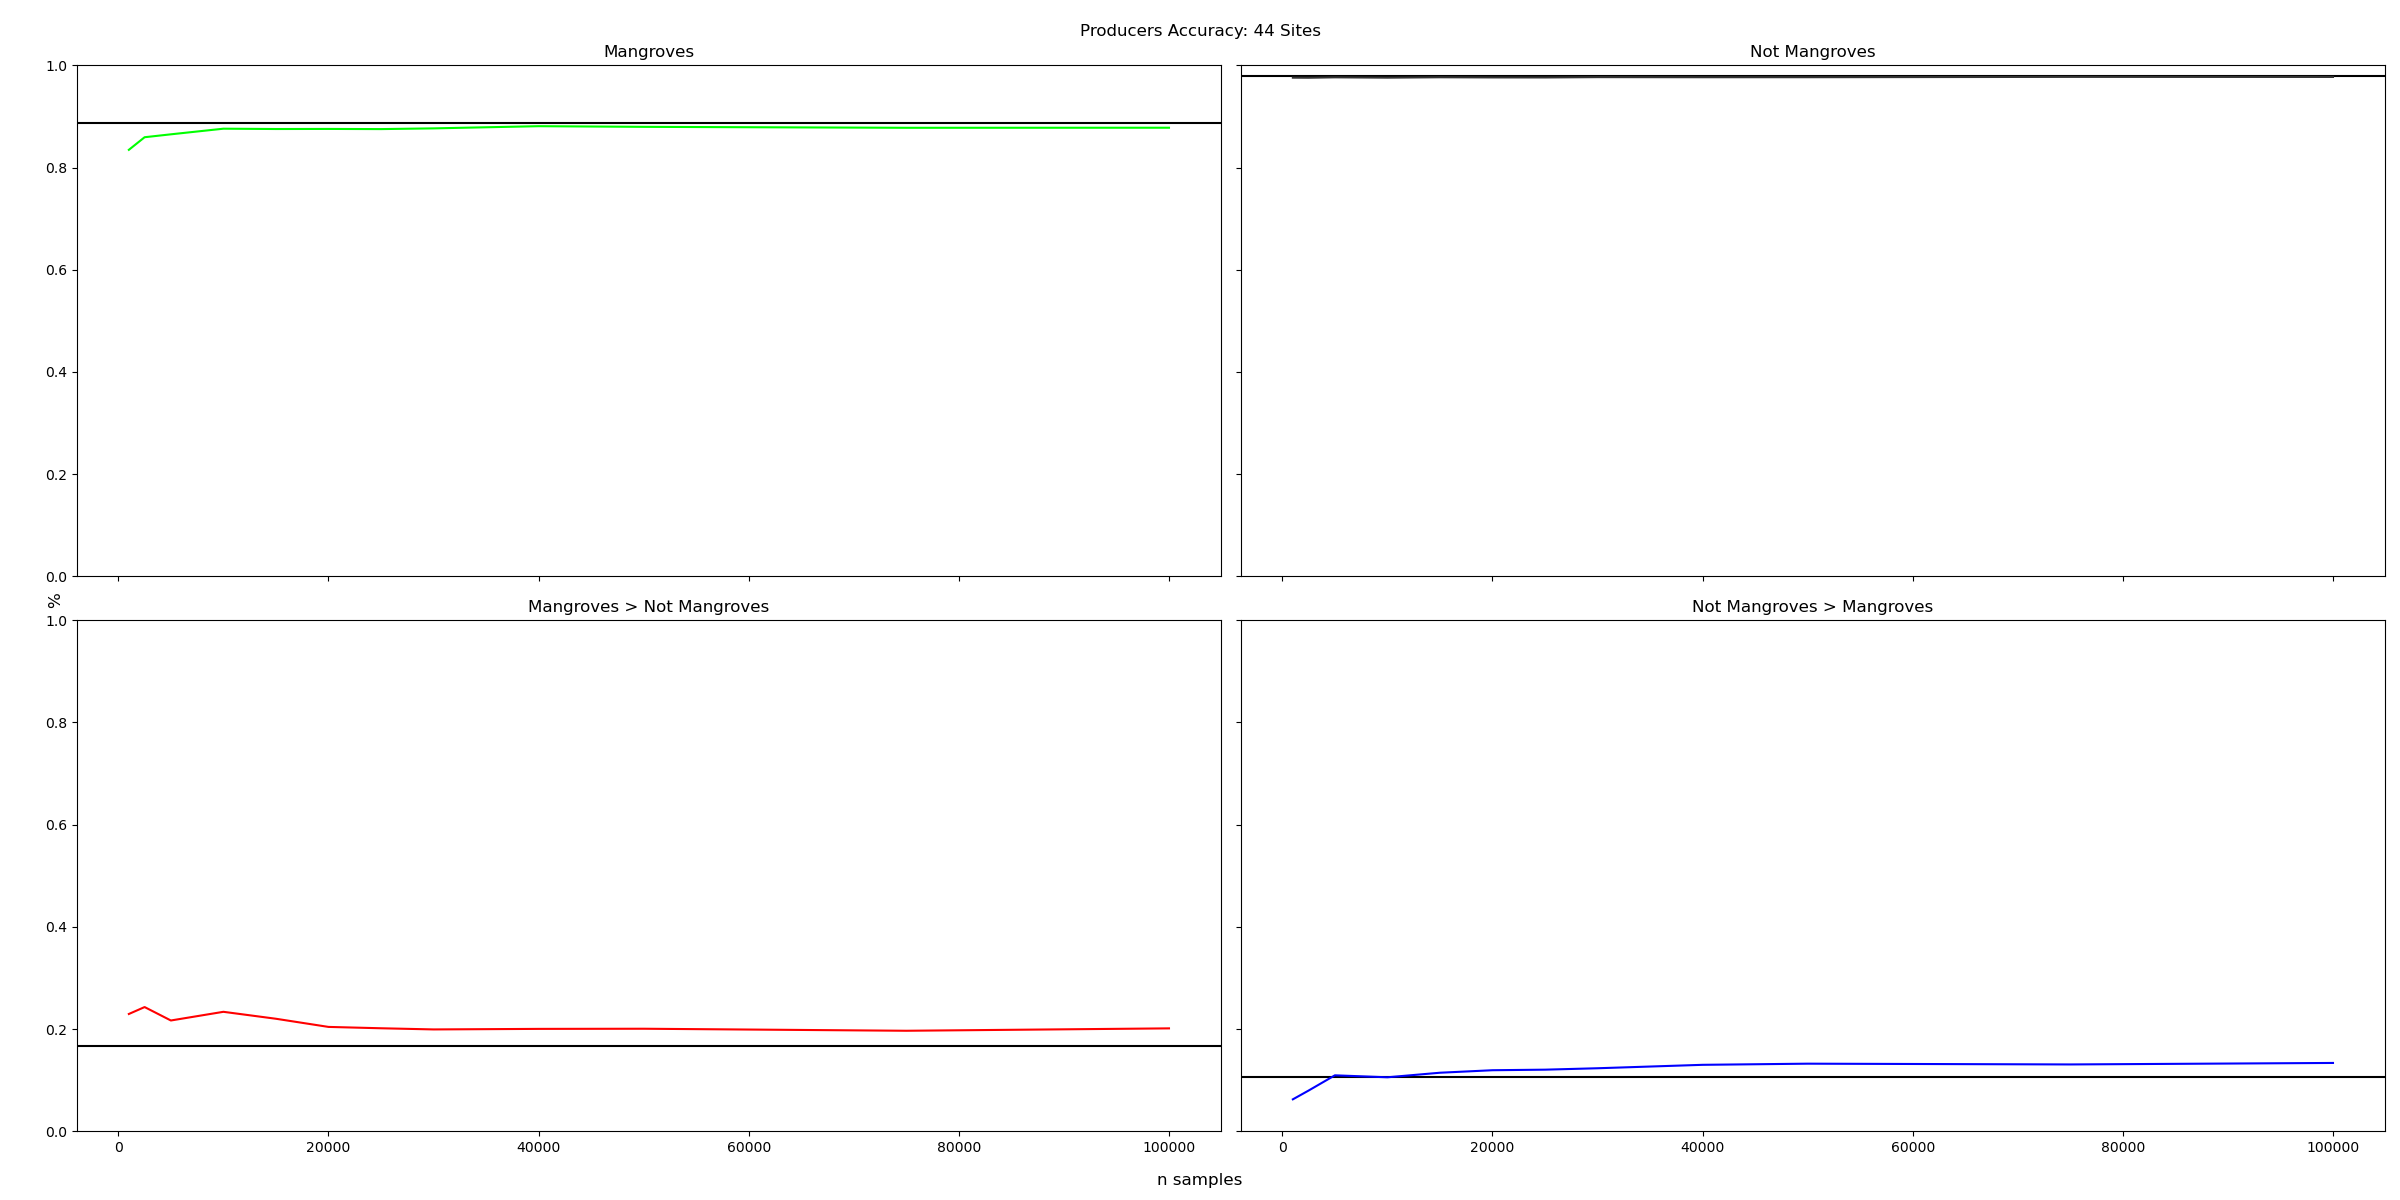 Producers Accuracy: 44 Sites
Mangroves
Not Mangroves
1.0
0.8
0.6
0.4
0.2
0.0
%
Mangroves > Not Mangroves
Not Mangroves > Mangroves
1.0
0.8
0.6
0.4
0.2
0.0
0 20000 40000 60000 80000 100000
0 20000 40000 60000 80000 100000
n samples